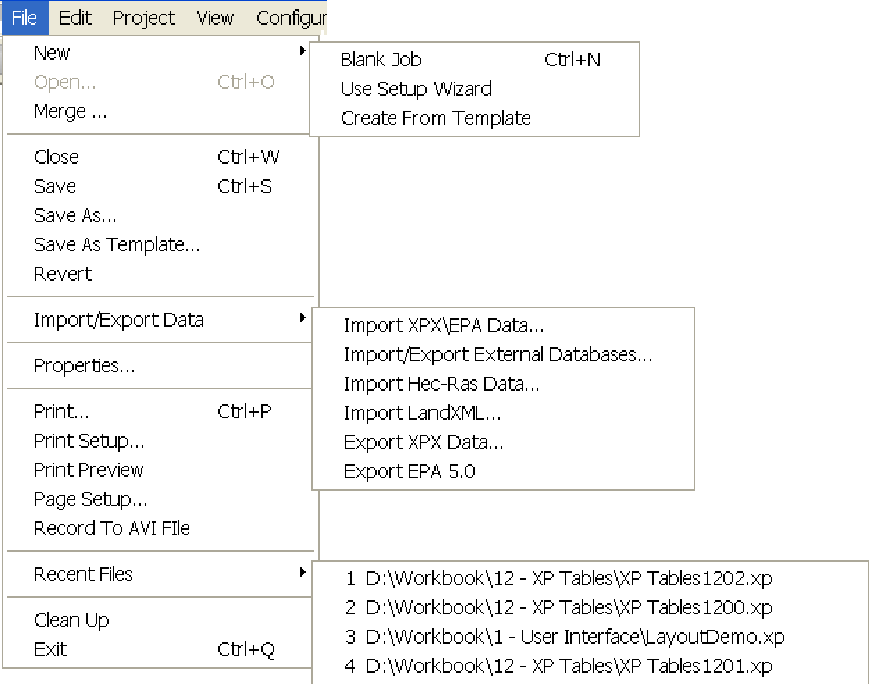 File Edit Project View Configur
New
Open... Ctrl+O
Merge ...
Close Ctrl+W
Save Ctrl+S
Save As...
Save As Template...
Revert
Import/Export Data
Properties...
Print... Ctrl+P
Print Setup...
Print Preview
Page Setup...
Record To AVI FIle
Recent Files
Clean Up
Exit Ctrl+Q
Blank Job Ctrl+N
Use Setup Wizard
Create From Template
Import XPX\EPA Data...
Import/Export External Databases...
Import Hec-Ras Data...
Import LandXML...
Export XPX Data...
Export EPA 5.0
1 D:\Workbook\12 - XP Tables\XP Tables1202.xp
2 D:\Workbook\12 - XP Tables\XP Tables1200.xp
3 D:\Workbook\1 - User Interface\LayoutDemo.xp
4 D:\Workbook\12 - XP Tables\XP Tables1201.xp